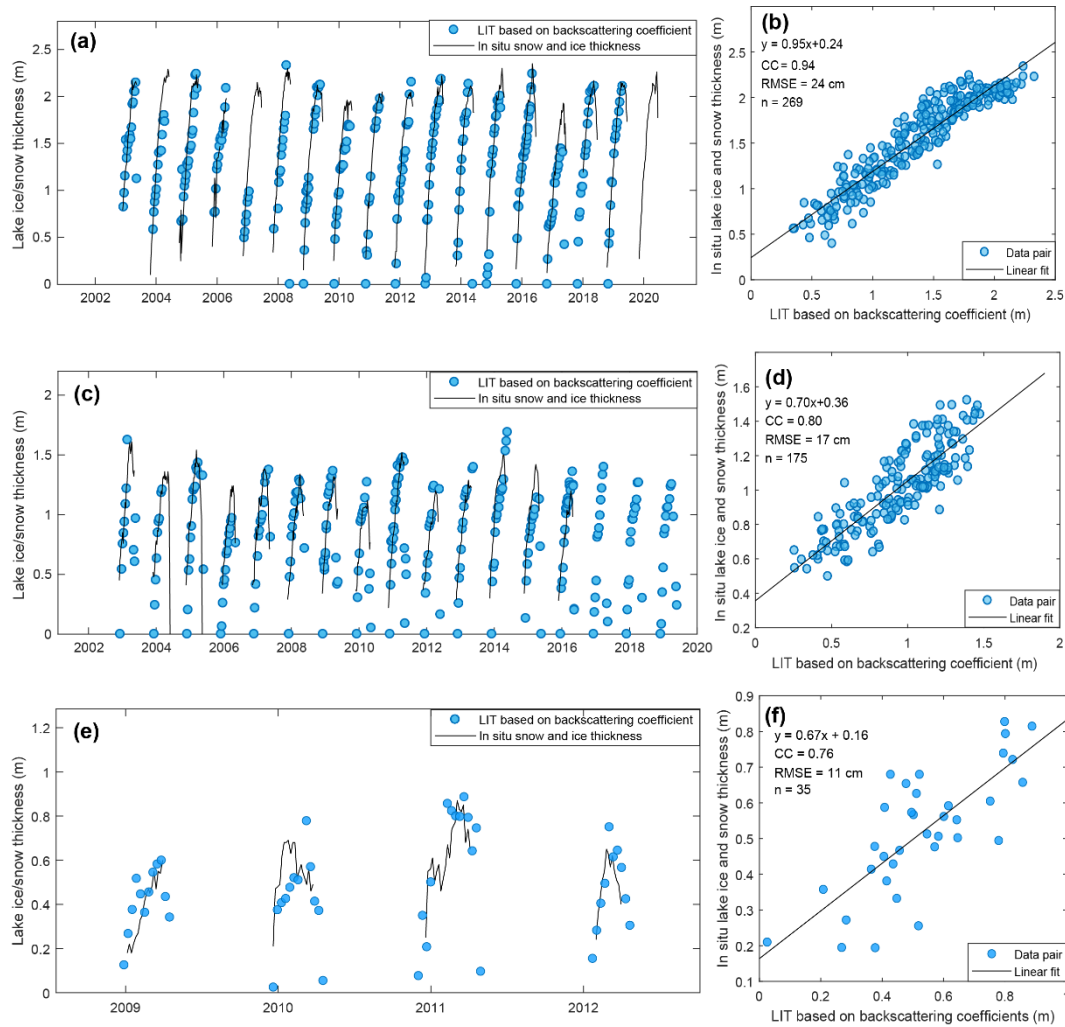 (a)
LIT based on backscattering coefficient
In situ snow and ice thickness
Lake ice/snow thickness (m)
2.5
2
1.5
1
0.5
0
2002 2004 2006 2008 2010 2012 2014 2016 2018 2020
(b)
y = 0.95x+0.24
CC = 0.94
RMSE = 24 cm
n = 269
In situ lake ice and snow thickness (m)
2.5
2
1.5
1
0.5
0
0 0.5 1 1.5 2 2.5
Data pair
Linear fit
LIT based on backscattering coefficient (m)
(c)
LIT based on backscattering coefficient
In situ snow and ice thickness
Lake ice/snow thickness (m)
2
1.5
1
0.5
0
2002 2004 2006 2008 2010 2012 2014 2016 2018 2020
(d)
y = 0.70x+0.36
CC = 0.80
RMSE = 17 cm
n = 175
In situ lake ice and snow thickness (m)
1.6
1.4
1.2
1
0.8
0.6
0.4
0.2
0 0.5 1 1.5 2
Data pair
Linear fit
LIT based on backscattering coefficient (m)
(e)
LIT based on backscattering coefficient
In situ snow and ice thickness
Lake ice/snow thickness (m)
1.2
1
0.8
0.6
0.4
0.2
0
2009 2010 2011 2012
(f)
y = 0.67x + 0.16
CC = 0.76
RMSE = 11 cm
n = 35
In situ lake ice and snow thickness (m)
0.9
0.8
0.7
0.6
0.5
0.4
0.3
0.2
0.1
0 0.2 0.4 0.6 0.8 1
Data pair
Linear fit
LIT based on backscattering coefficients (m)